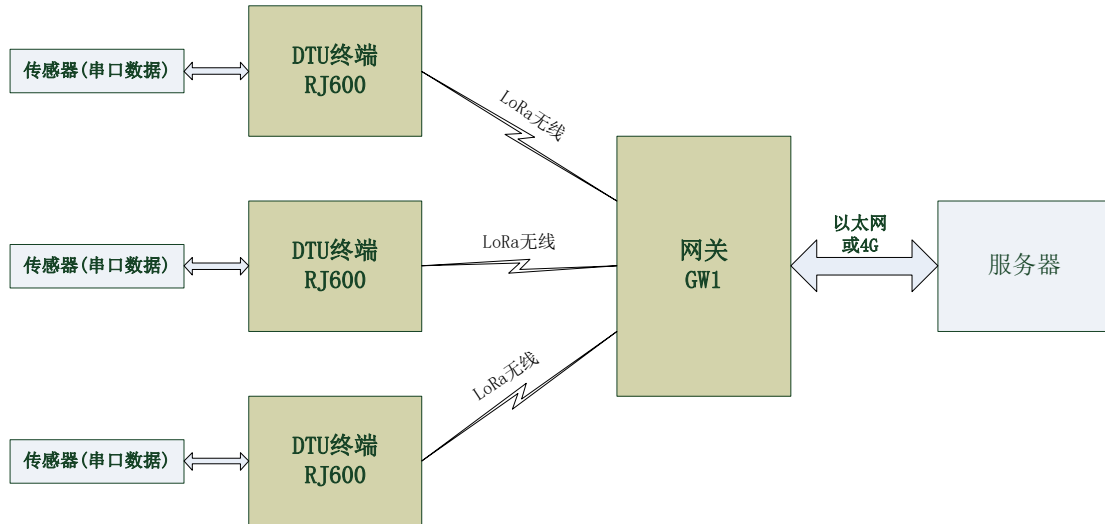 传感器(串口数据)
DTU终端
RJ600
LoRa无线
传感器(串口数据)
DTU终端
RJ600
LoRa无线
传感器(串口数据)
DTU终端
RJ600
LoRa无线
网关
GW1
以太网
或4G
服务器